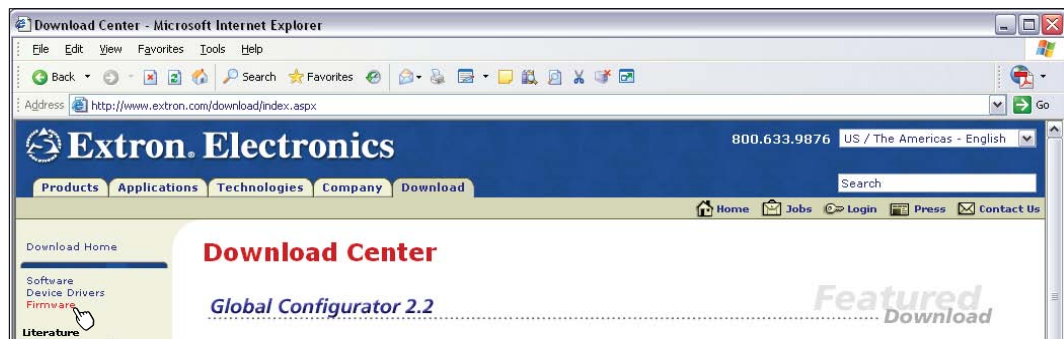 Download Center - Microsoft Internet Explorer
File Edit View Favorites Tools Help
Back Search Favorites
Address http://www.extron.com/download/index.aspx Go
Extron. Electronics
800.633.9876 US / The Americas - English
Products Applications Technologies Company Download
Search
Home Jobs Login Press Contact Us
Download Home
Download Center
Software
Device Drivers
Firmware
Global Configurator 2.2
Featured
Download
Literature